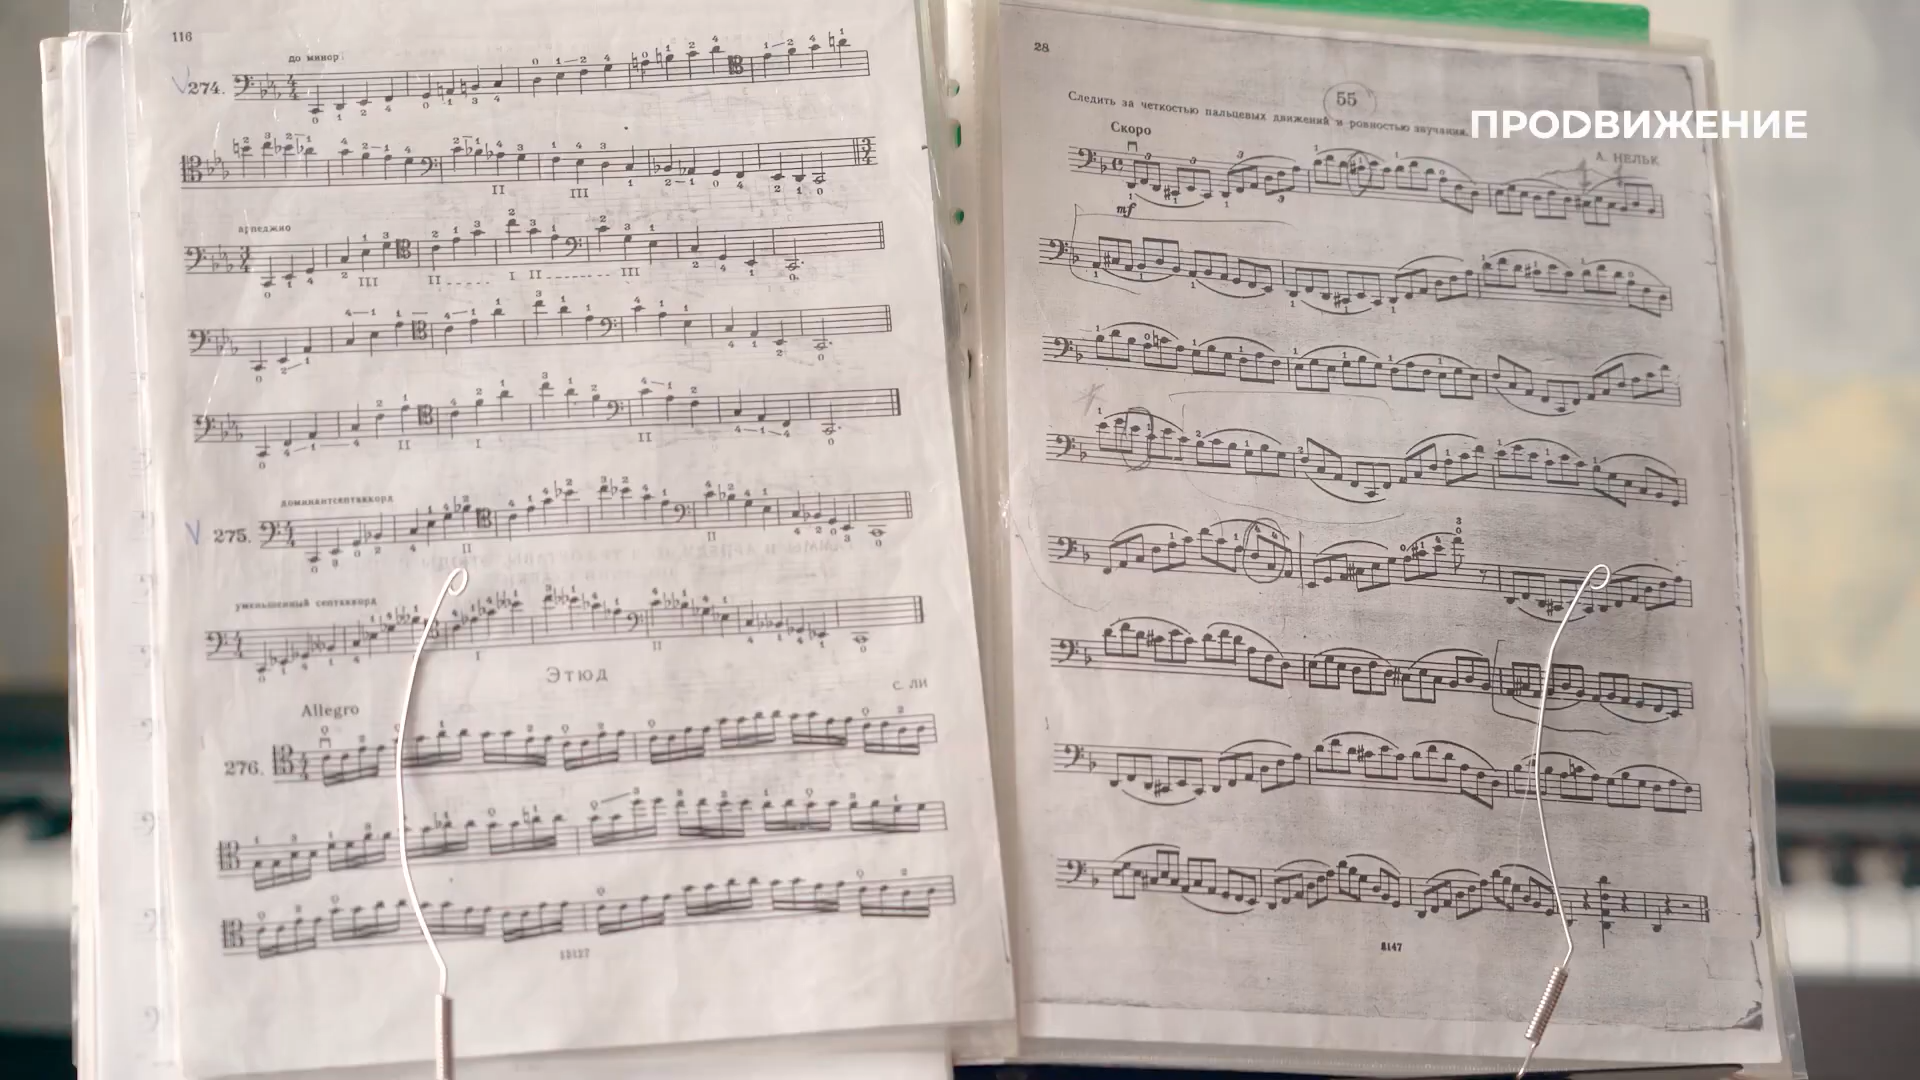 116
до минор:
274.
арпеджио
доминантсептаккорд
275.
уменьшенный септаккорд
Этюд
С. ЛИ
Allegro
276.
13137
28
55
Следить за четкостью пальцевых движений и ровностью звучания.
Скоро
А. НЕЛЬК
mf
8147
ПРОДВИЖЕНИЕ